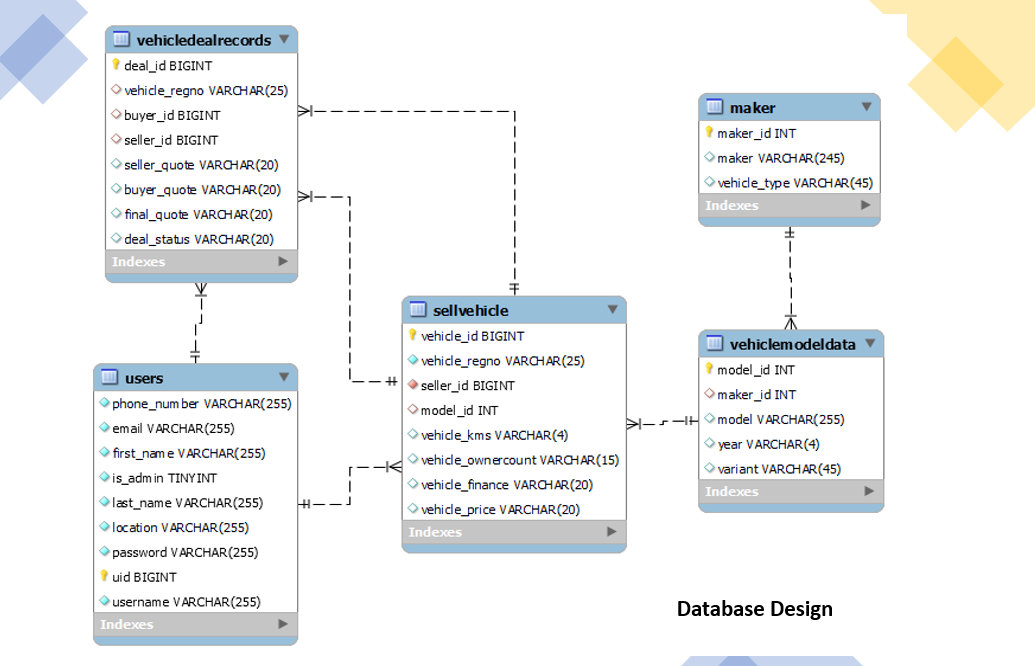 vehicledealrecords
deal_id BIGINT
vehicle_regno VARCHAR(25)
buyer_id BIGINT
seller_id BIGINT
seller_quote VARCHAR(20)
buyer_quote VARCHAR(20)
final_quote VARCHAR(20)
deal_status VARCHAR(20)
Indexes
users
phone_number VARCHAR(255)
email VARCHAR(255)
first_name VARCHAR(255)
is_admin TINYINT
last_name VARCHAR(255)
location VARCHAR(255)
password VARCHAR(255)
uid BIGINT
username VARCHAR(255)
Indexes
sellvehicle
vehicle_id BIGINT
vehicle_regno VARCHAR(25)
seller_id BIGINT
model_id INT
vehicle_kms VARCHAR(4)
vehicle_ownercount VARCHAR(15)
vehicle_finance VARCHAR(20)
vehicle_price VARCHAR(20)
Indexes
maker
maker_id INT
maker VARCHAR(245)
vehicle_type VARCHAR(45)
Indexes
vehiclemodeldata
model_id INT
maker_id INT
model VARCHAR(255)
year VARCHAR(4)
variant VARCHAR(45)
Indexes
Database Design